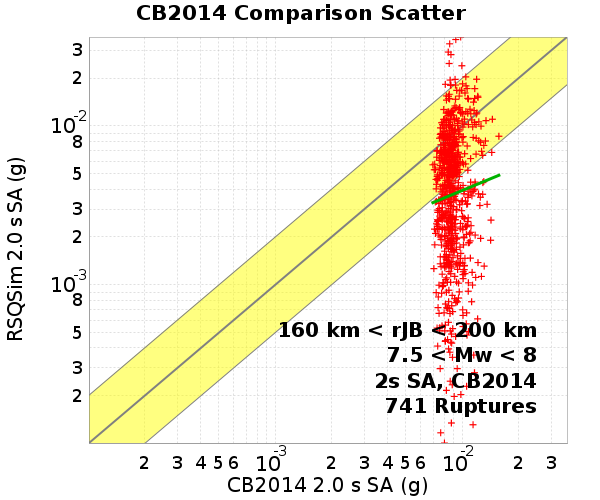 CB2014 Comparison Scatter
RSQSim 2.0 s SA (g)
3
2
10-2
8
5
3
2
10-3
8
5
3
2
160 km < rJB < 200 km
7.5 < Mw < 8
2s SA, CB2014
741 Ruptures
2 3 4 5 6 10-3 2 3 4 5 6 10-2 2 3
CB2014 2.0 s SA (g)